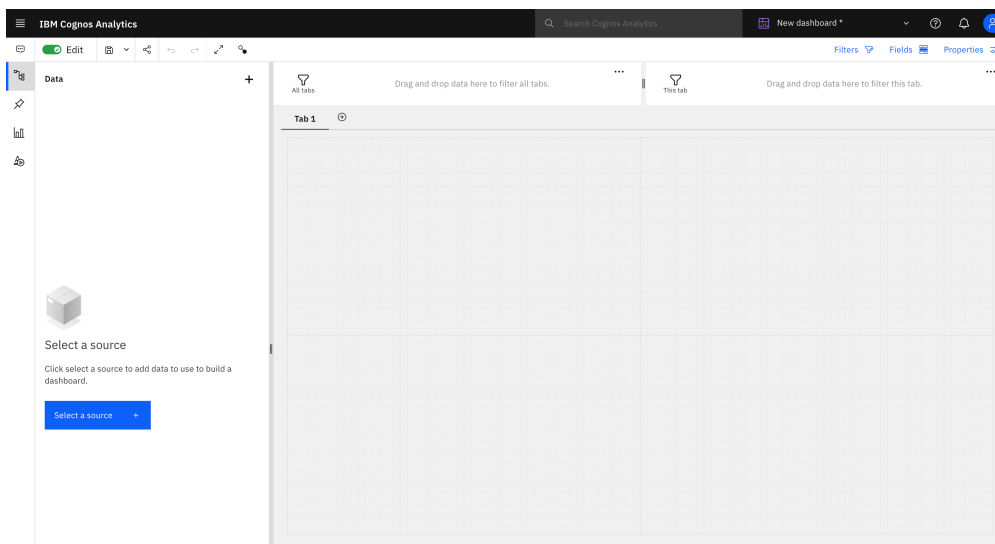 IBM Cognos Analytics
Search Cognos Analytics
New dashboard *
Edit
Filters
Fields
Properties
Data
All tabs
Drag and drop data here to filter all tabs.
This tab
Drag and drop data here to filter this tab.
Tab 1
Select a source
Click select a source to add data to use to build a
dashboard.
Select a source +